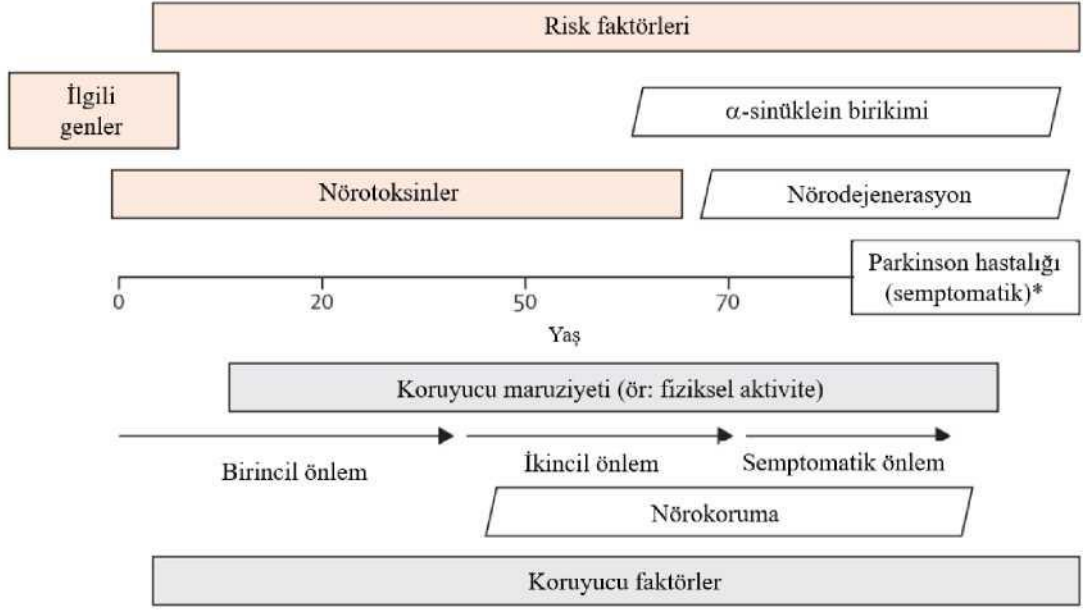 Risk faktörleri
İlgili
genler
α-sinüklein birikimi
Nörotoksinler
Nörodejenerasyon
Parkinson hastalığı
(semptomatik)*
0 20 50 70
Yaş
Koruyucu maruziyeti (ör: fiziksel aktivite)
Birincil önlem
İkincil önlem
Semptomatik önlem
Nörokoruma
Koruyucu faktörler